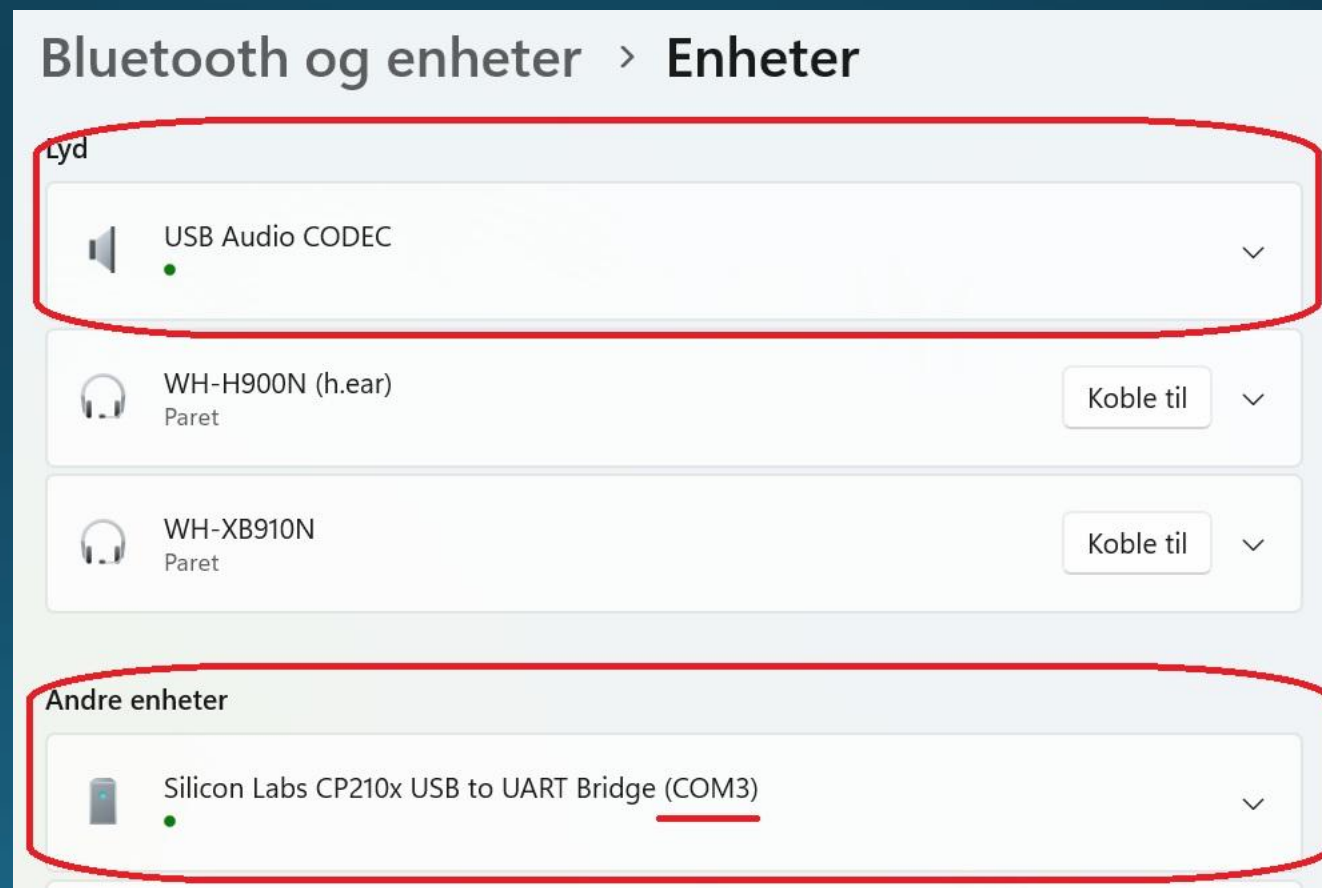 Bluetooth og enheter > Enheter
Lyd
USB Audio CODEC
WH-H900N (h.ear)
Paret
Koble til
WH-XB910N
Paret
Koble til
Andre enheter
Silicon Labs CP210x USB to UART Bridge (COM3)